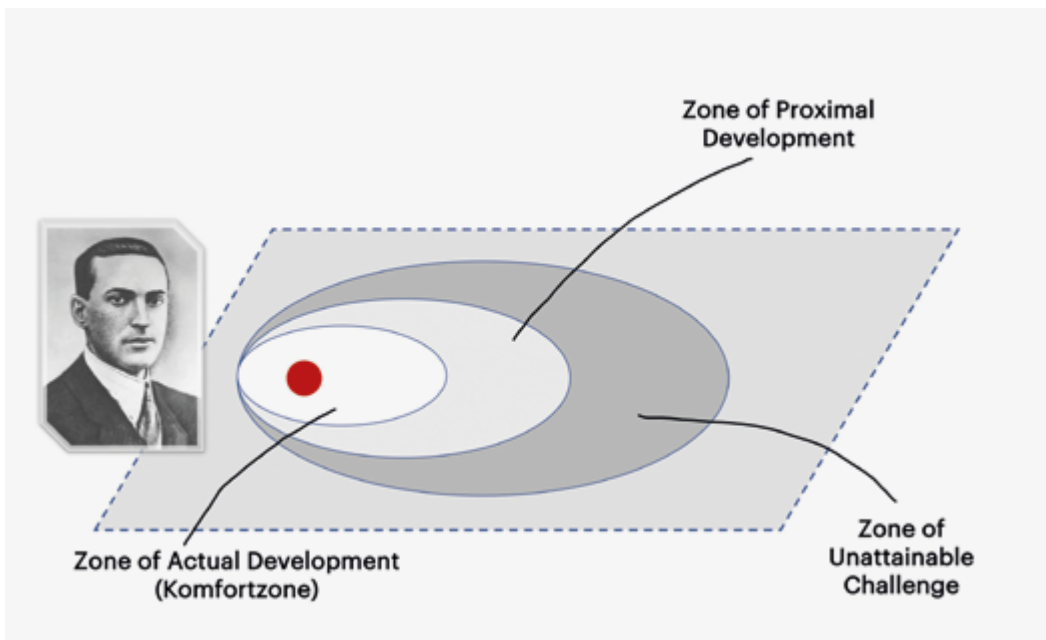 Zone of Proximal
Development
Zone of Actual Development
(Komfortzone)
Zone of
Unattainable
Challenge